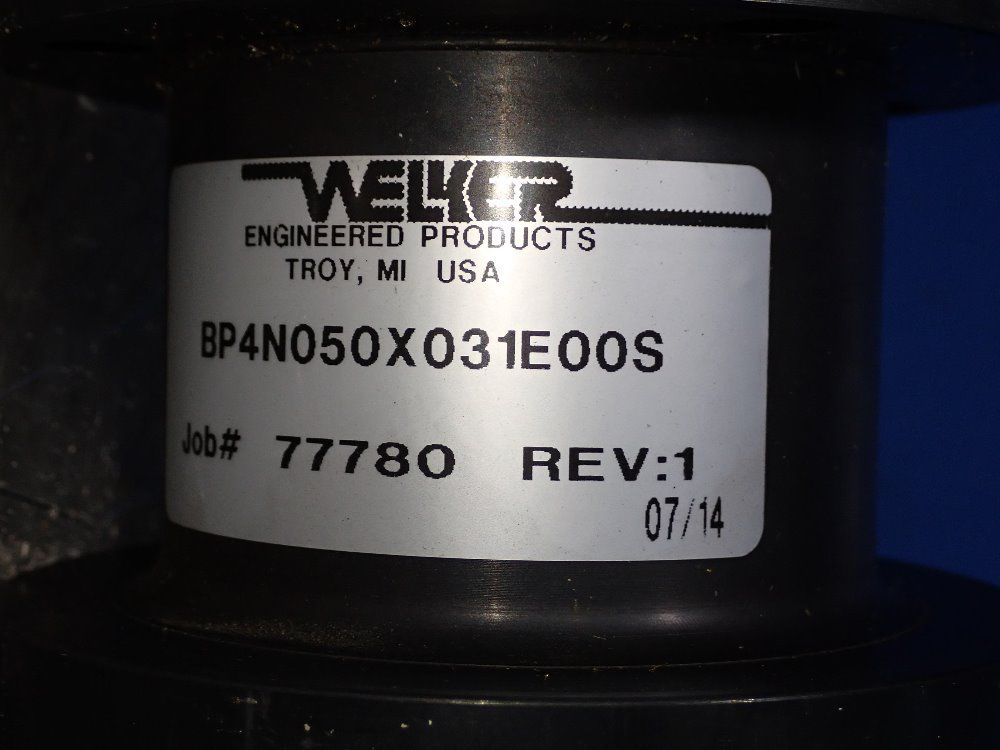 WELKER
ENGINEERED PRODUCTS
TROY, MI USA
BP4N050X031E00S
Job# 77780 REV:1
07/14